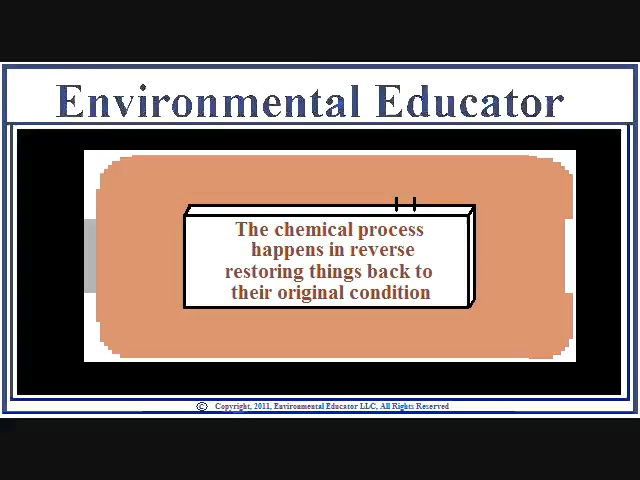 Environmental Educator
The chemical process
happens in reverse
restoring things back to
their original condition
© Copyright, 2011, Environmental Educator LLC, All Rights Reserved